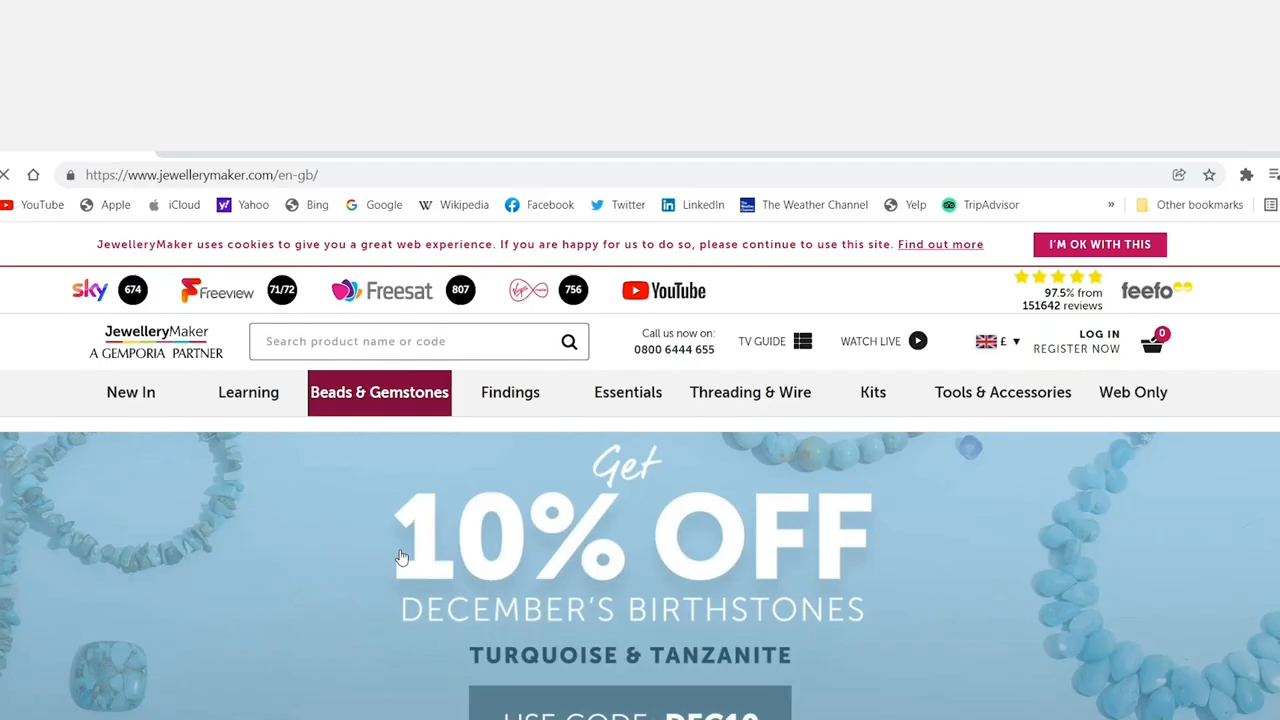 https://www.jewellerymaker.com/en-gb/
YouTube Apple iCloud Yahoo Bing Google Wikipedia Facebook Twitter LinkedIn The Weather Channel Yelp TripAdvisor » Other bookmarks
JewelleryMaker uses cookies to give you a great web experience. If you are happy for us to do so, please continue to use this site. Find out more
I'M OK WITH THIS
sky 674 Freeview 71/72 Freesat 807 Virgin media 756 YouTube
97.5% from
151642 reviews
feefo
JewelleryMaker
A GEMPORIA PARTNER
Search product name or code
Call us now on:
0800 6444 655
TV GUIDE
WATCH LIVE
£ ▼
LOG IN
REGISTER NOW
0
New In Learning Beads & Gemstones Findings Essentials Threading & Wire Kits Tools & Accessories Web Only
Get
10% OFF
DECEMBER'S BIRTHSTONES
TURQUOISE & TANZANITE
USE CODE: DEC10